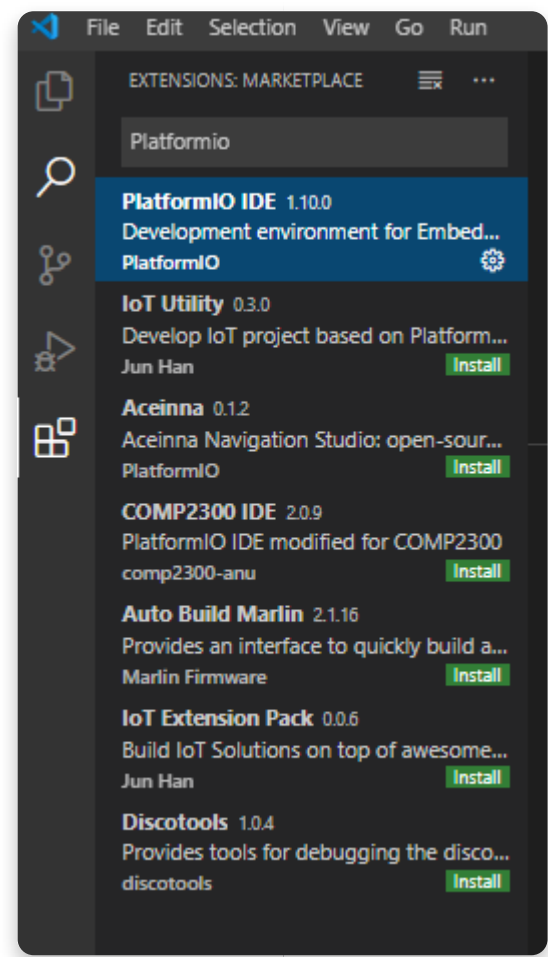 File Edit Selection View Go Run
EXTENSIONS: MARKETPLACE
Platformio
PlatformIO IDE 1.10.0
Development environment for Embed...
PlatformIO
IoT Utility 0.3.0
Develop IoT project based on Platform...
Jun Han Install
Aceinna 0.1.2
Aceinna Navigation Studio: open-sour...
PlatformIO Install
COMP2300 IDE 2.0.9
PlatformIO IDE modified for COMP2300
comp2300-anu Install
Auto Build Marlin 2.1.16
Provides an interface to quickly build a...
Marlin Firmware Install
IoT Extension Pack 0.0.6
Build IoT Solutions on top of awesome...
Jun Han Install
Discotools 1.0.4
Provides tools for debugging the disco...
discotools Install